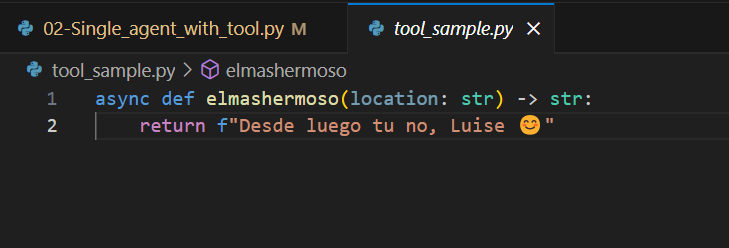 02-Single_agent_with_tool.py M
tool_sample.py
tool_sample.py > elmashermoso
1 async def elmashermoso(location: str) -> str:
2 return f"Desde luego tu no, Luise 😊"